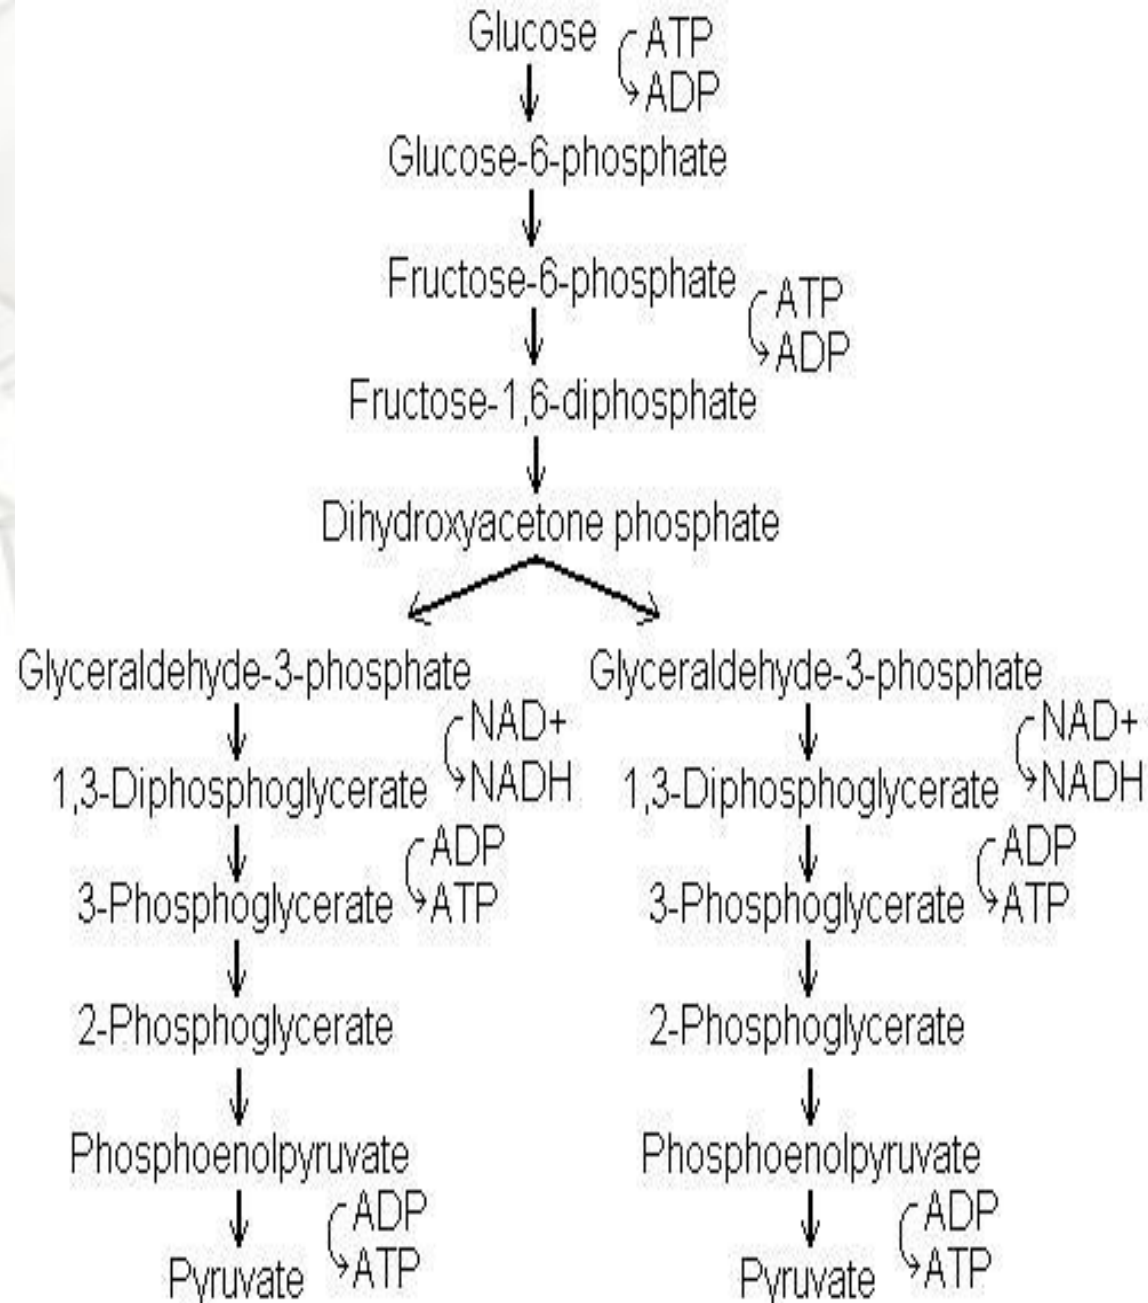 Glucose ATP
ADP
Glucose-6-phosphate
Fructose-6-phosphate ATP
ADP
Fructose-1,6-diphosphate
Dihydroxyacetone phosphate
Glyceraldehyde-3-phosphate Glyceraldehyde-3-phosphate
NAD+ NAD+
1,3-Diphosphoglycerate NADH 1,3-Diphosphoglycerate NADH
ADP ADP
3-Phosphoglycerate ATP 3-Phosphoglycerate ATP
2-Phosphoglycerate 2-Phosphoglycerate
Phosphoenolpyruvate Phosphoenolpyruvate
ADP ADP
Pyruvate ATP Pyruvate ATP